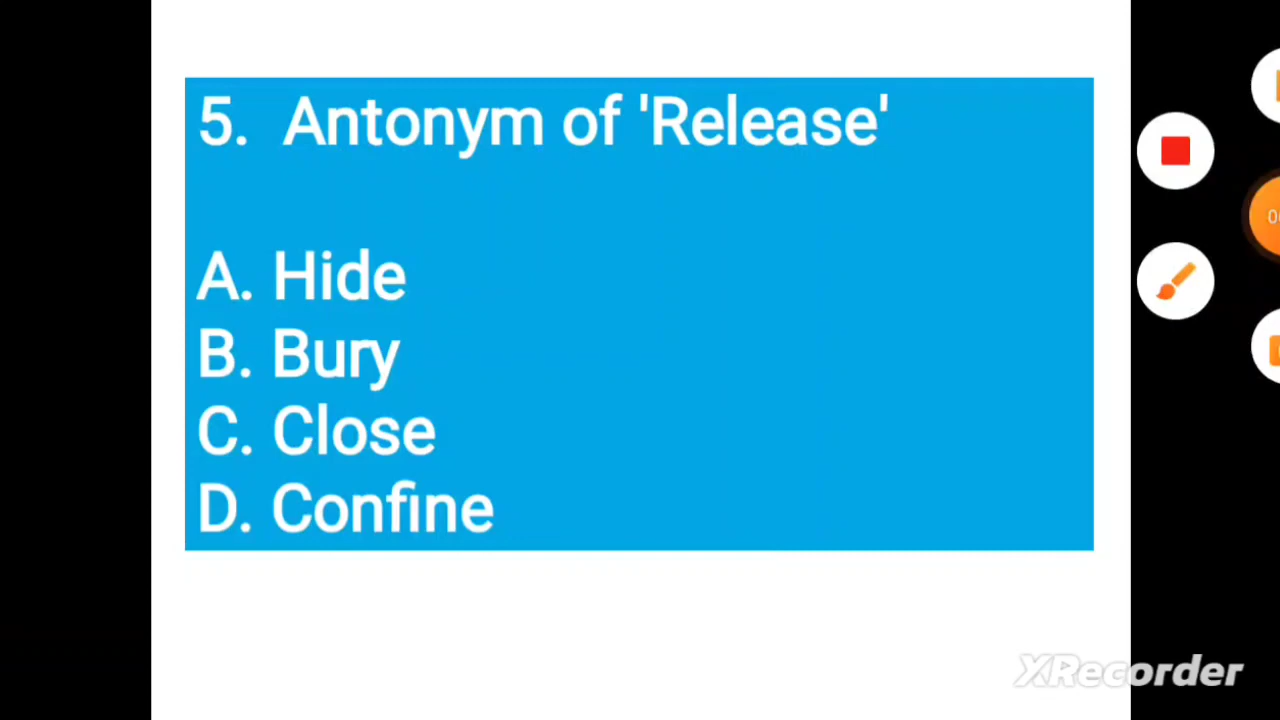 5. Antonym of 'Release'
A. Hide
B. Bury
C. Close
D. Confine
XRecorder